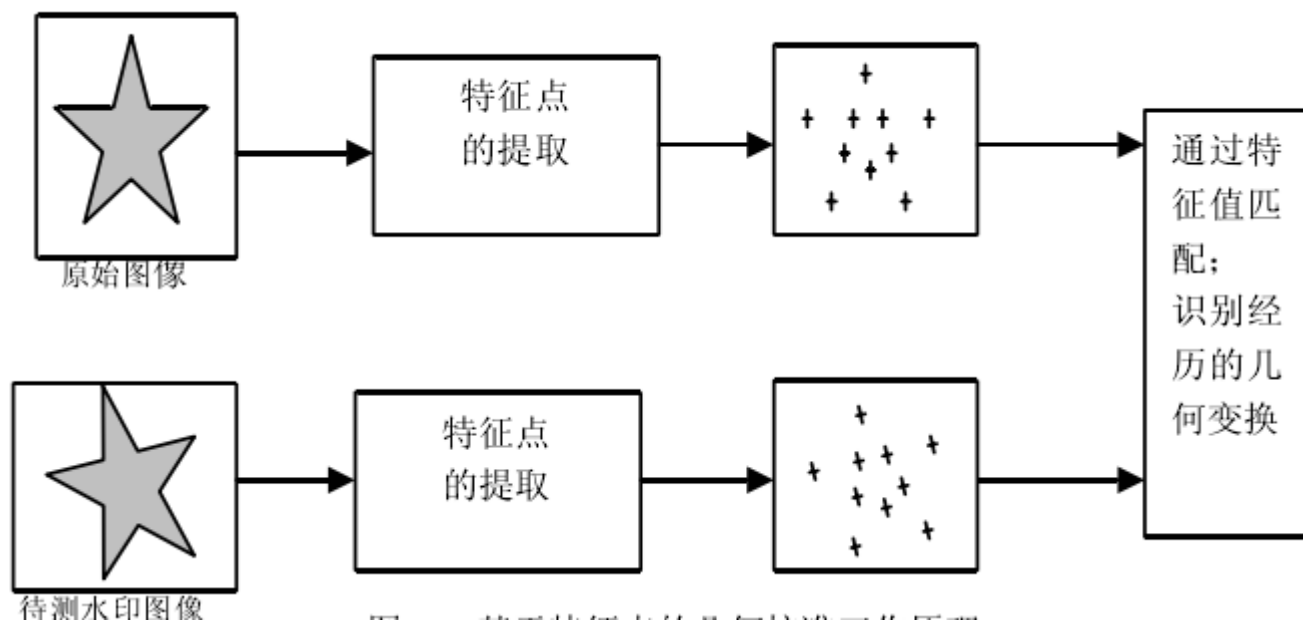 特征点
的提取
通过特
征值匹
配；
识别经
历的几
何变换
原始图像
特征点
的提取
待测水印图像